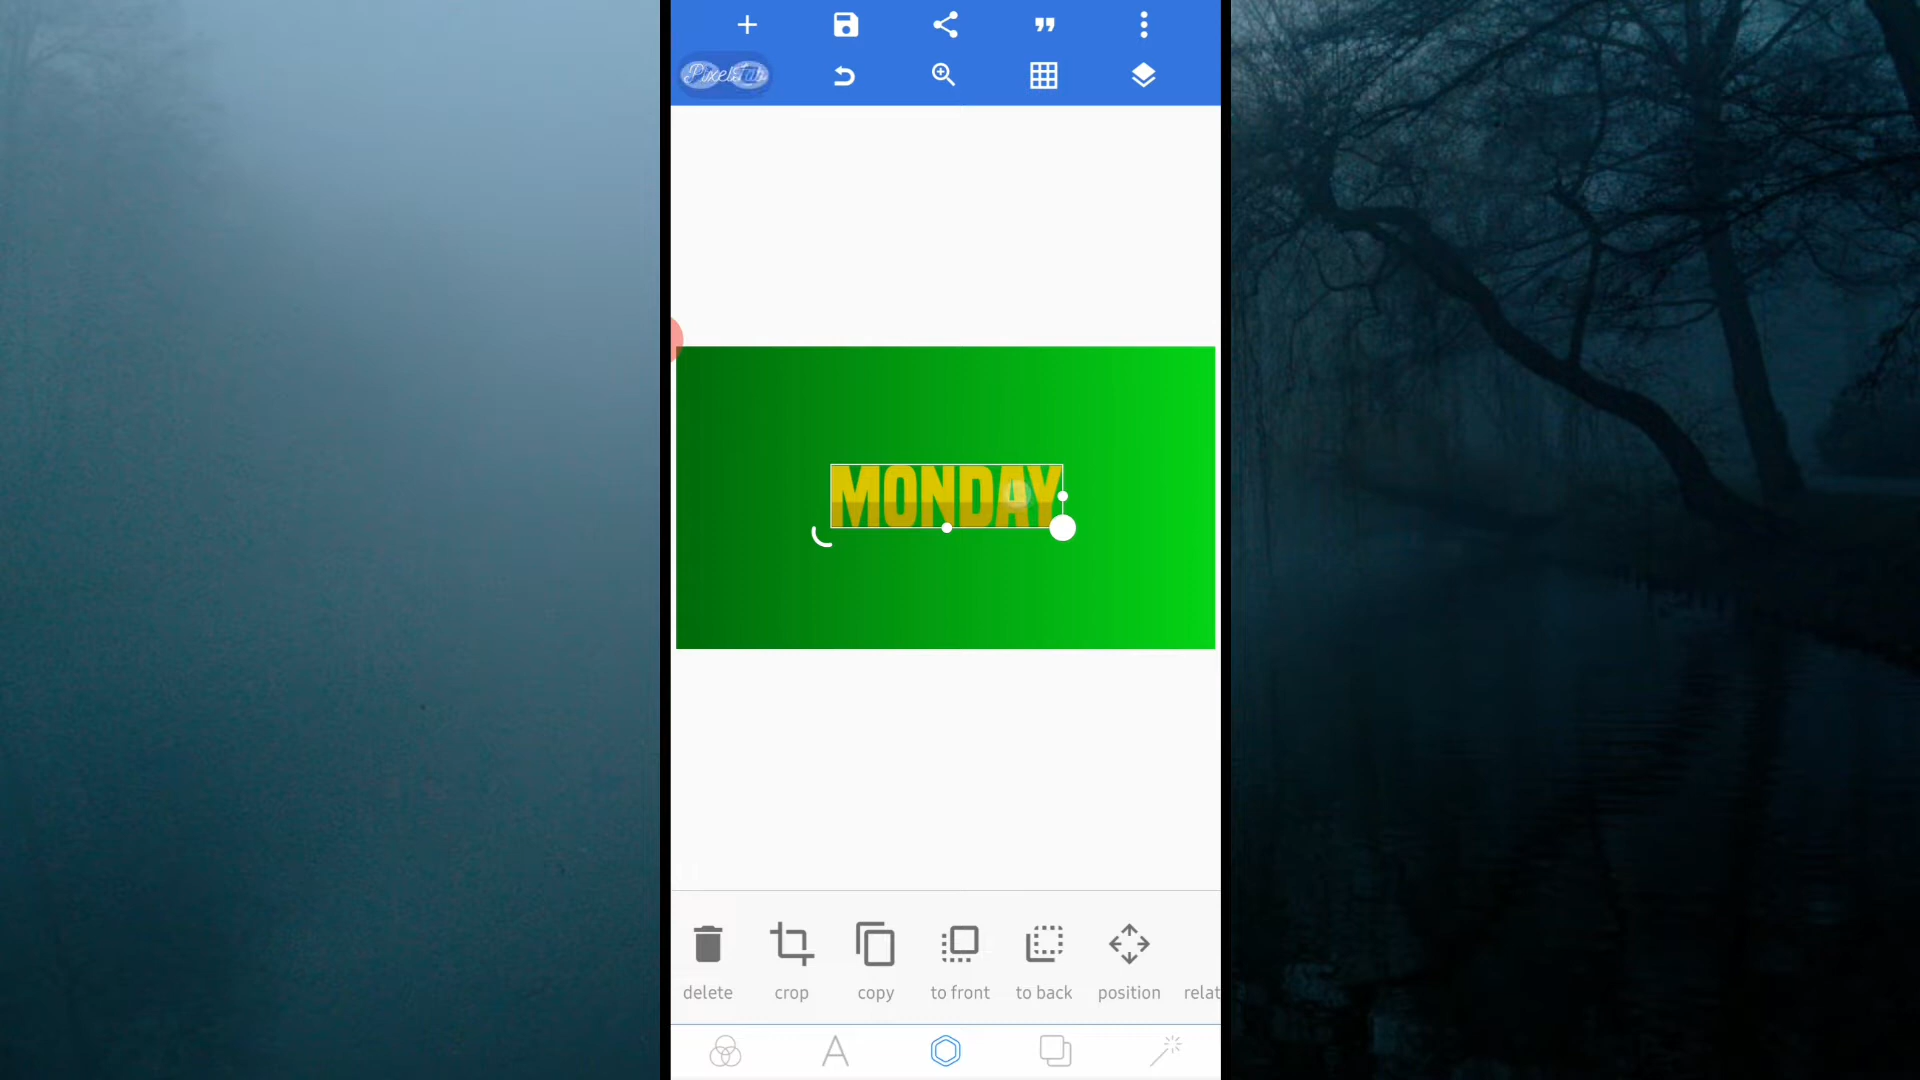 PixelLab
MONDAY
delete
crop
copy
to front
to back
position
relat